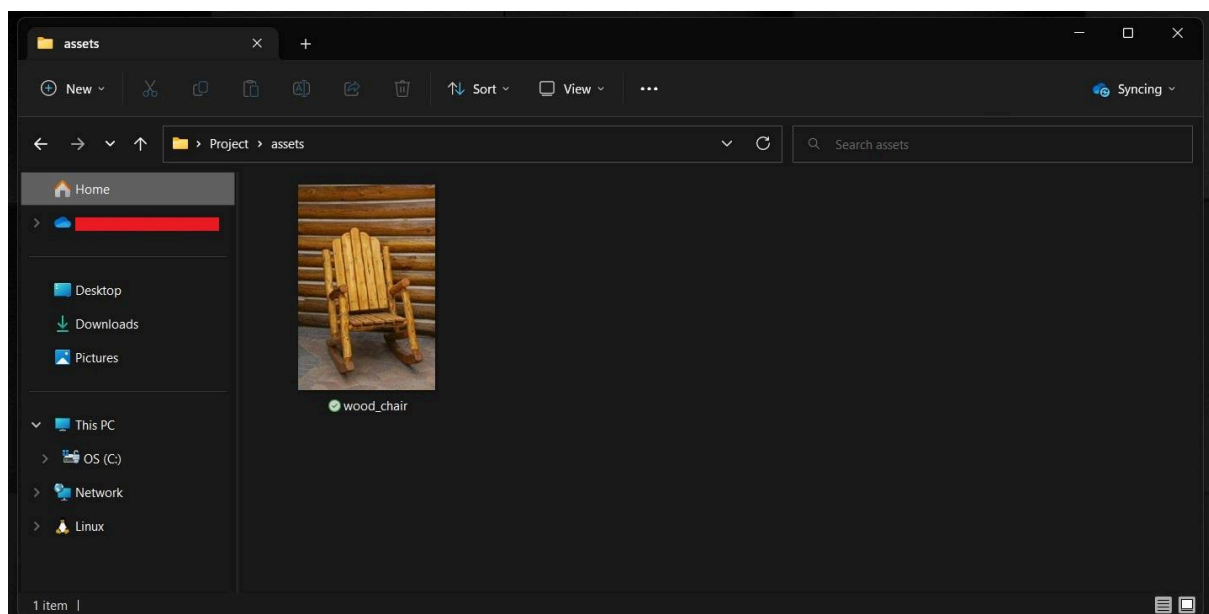 assets
New
Sort
View
Syncing
Project > assets
Search assets
Home
Desktop
Downloads
Pictures
This PC
OS (C:)
Network
Linux
wood_chair
1 item